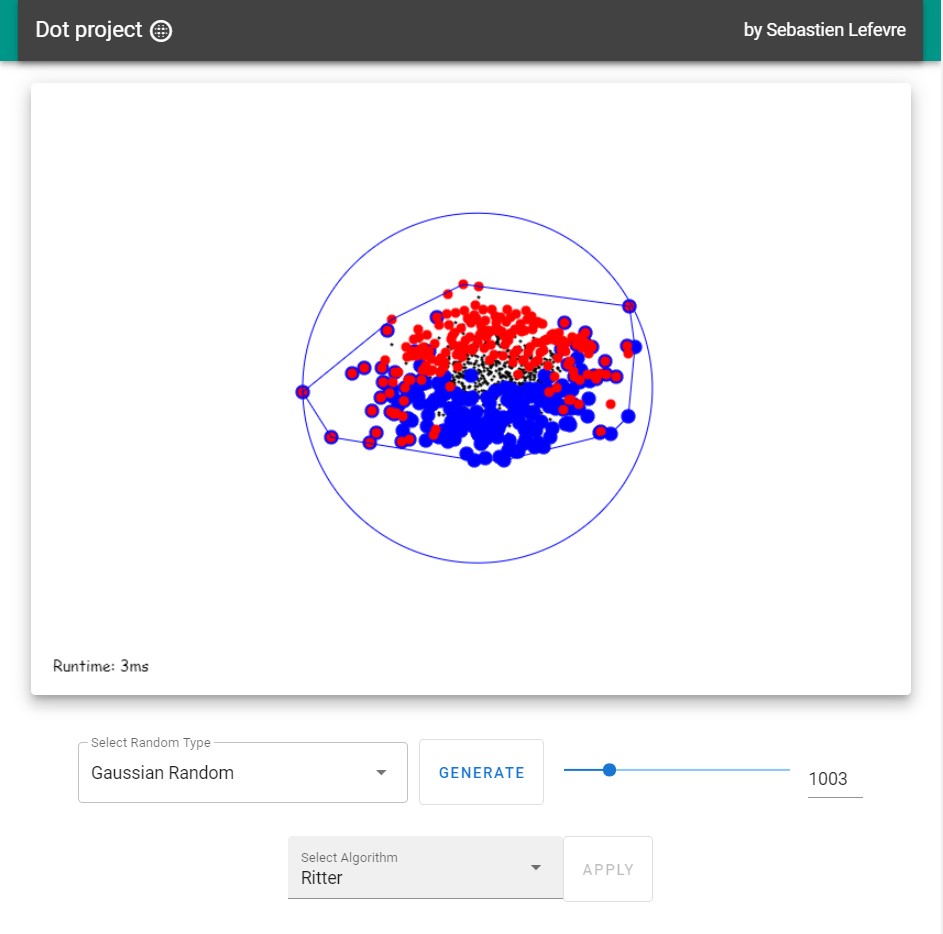 Dot project
by Sebastien Lefevre
Runtime: 3ms
Select Random Type
Gaussian Random
GENERATE
1003
Select Algorithm
Ritter
APPLY